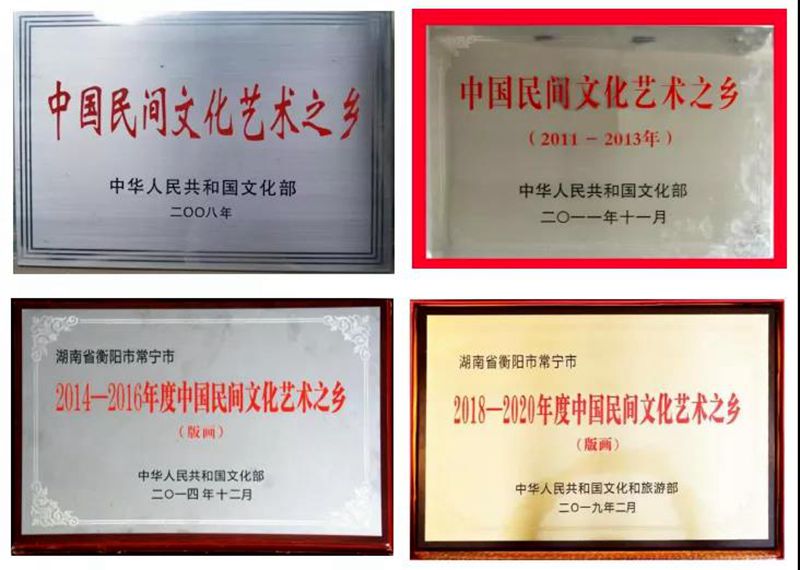 中国民间文化艺术之乡
中华人民共和国文化部
二〇〇八年
中国民间文化艺术之乡
（2011－2013年）
中华人民共和国文化部
二〇一一年十一月
湖南省衡阳市常宁市
2014—2016年度中国民间文化艺术之乡
（版画）
中华人民共和国文化部
二〇一四年十二月
湖南省衡阳市常宁市
2018—2020年度中国民间文化艺术之乡
（版画）
中华人民共和国文化和旅游部
二〇一九年二月